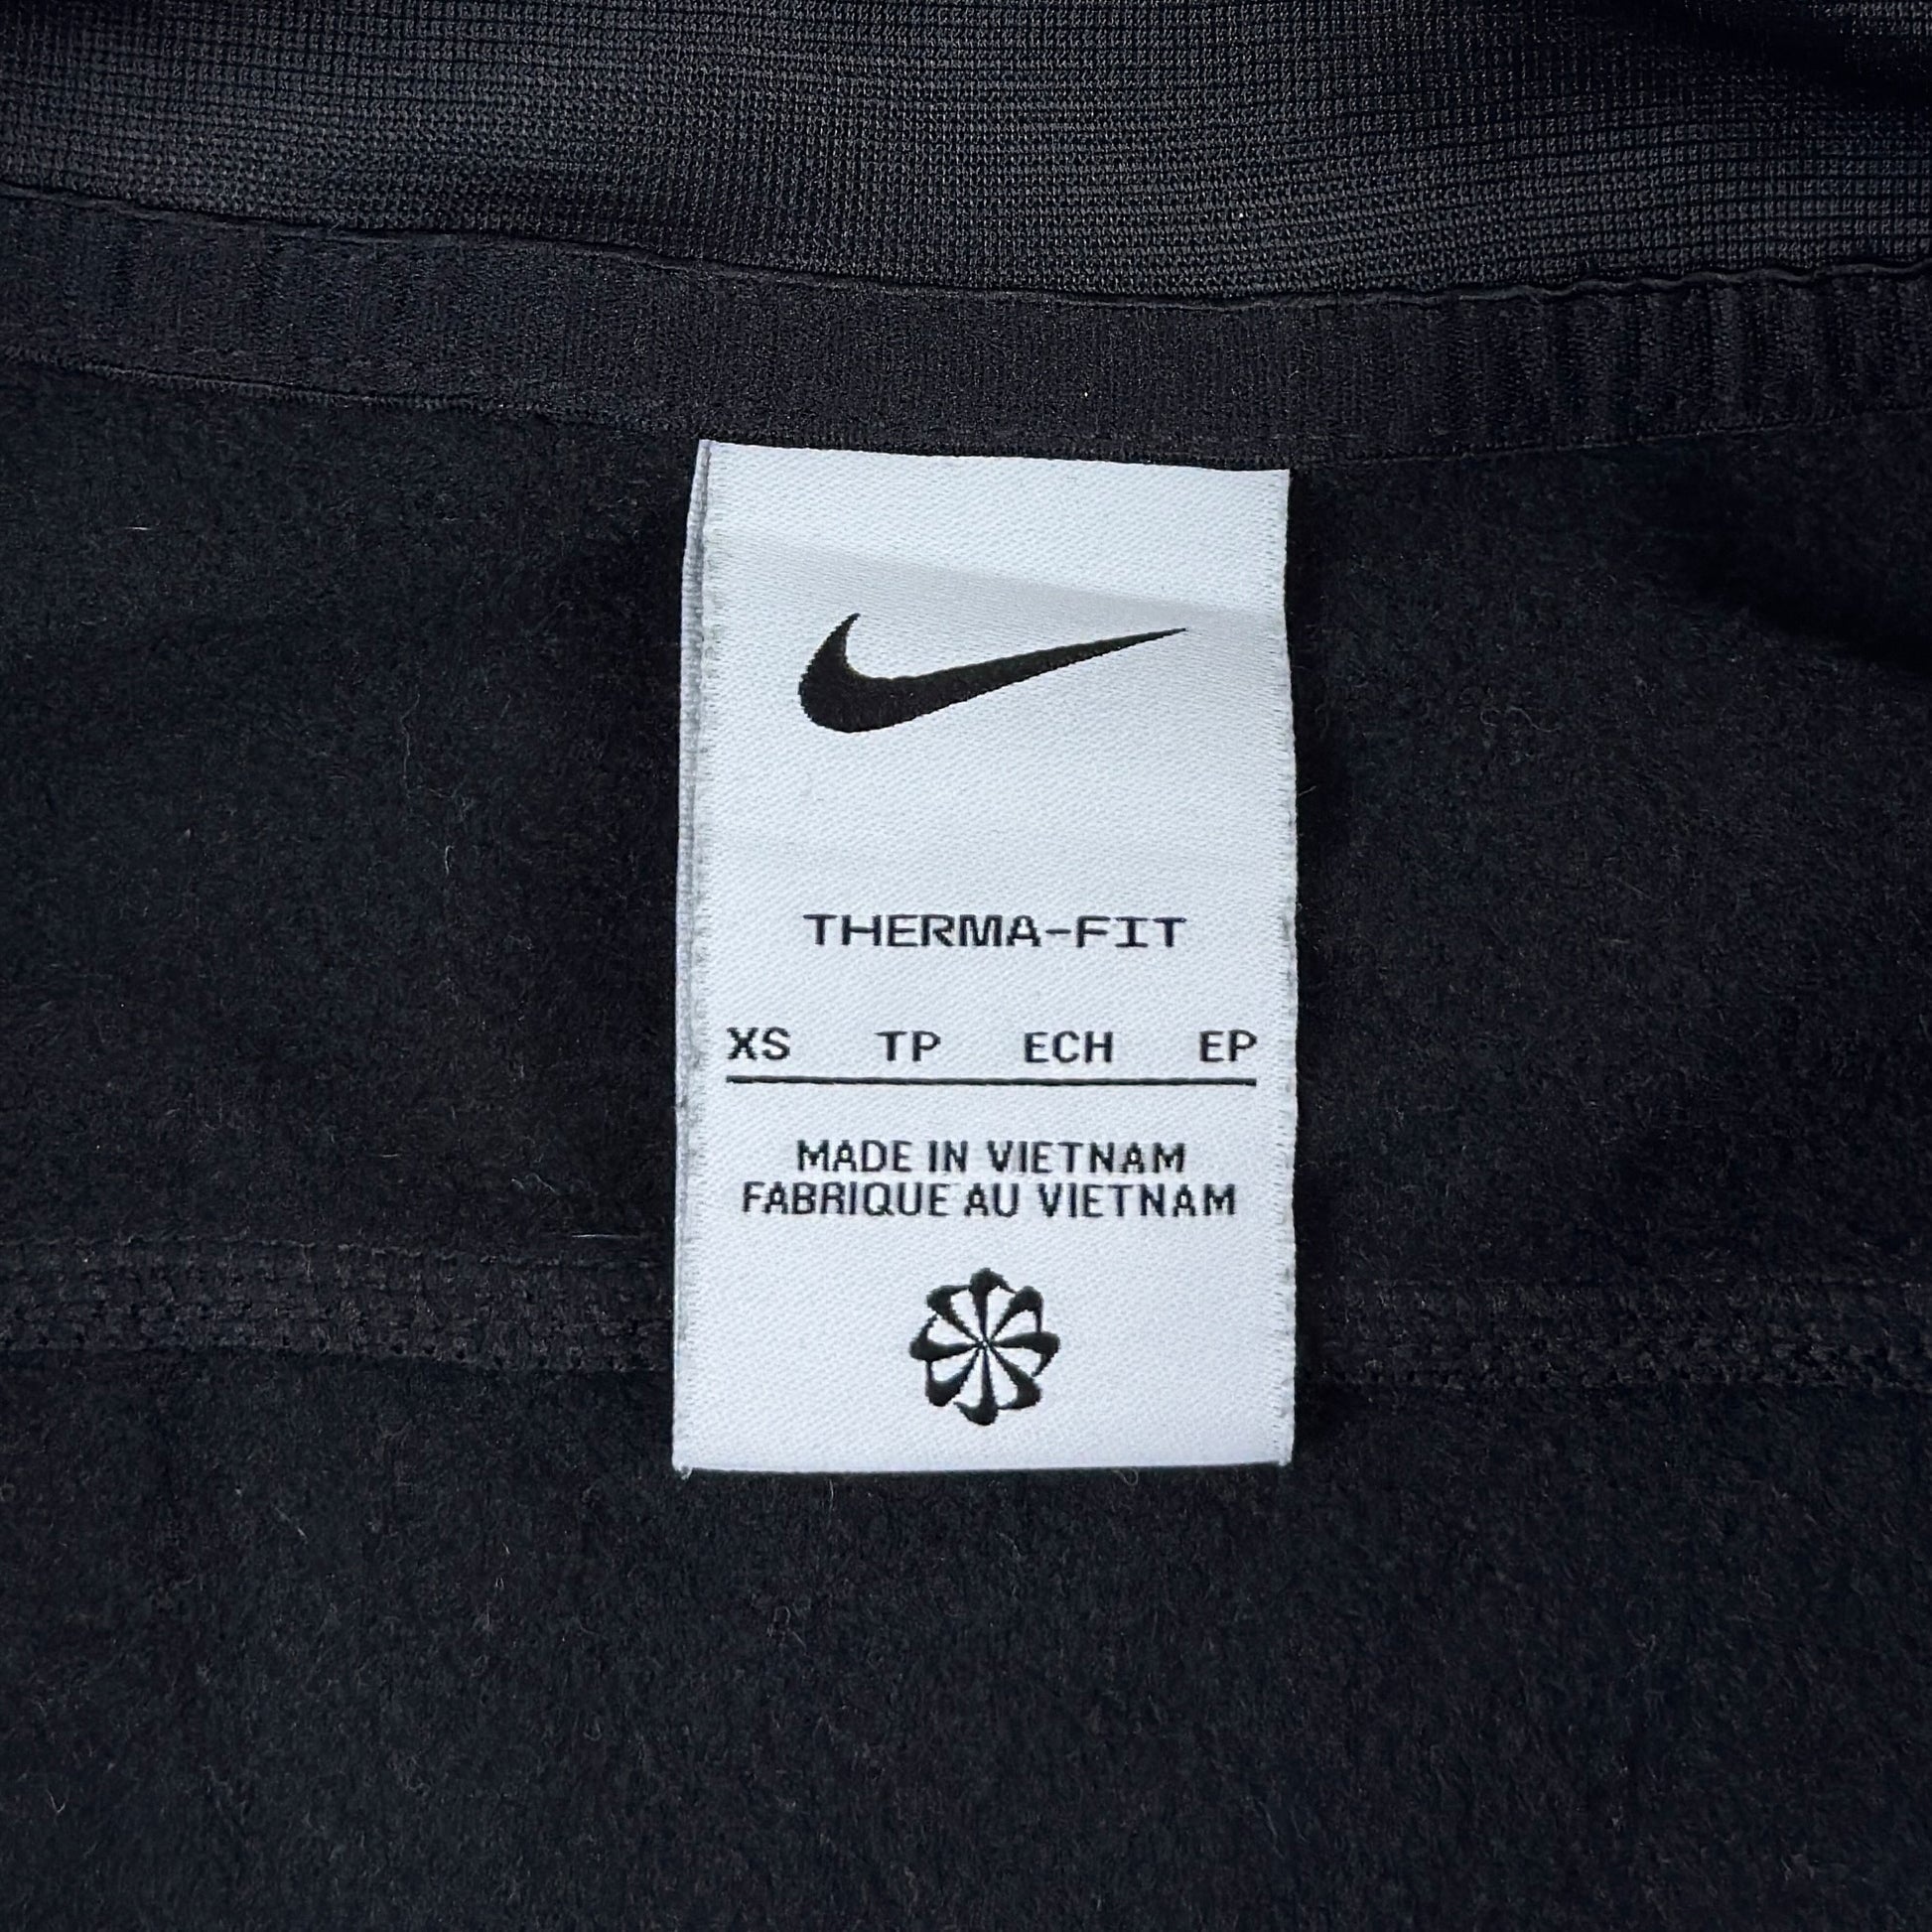 THERMA-FIT
XS TP ECH EP
MADE IN VIETNAM
FABRIQUE AU VIETNAM